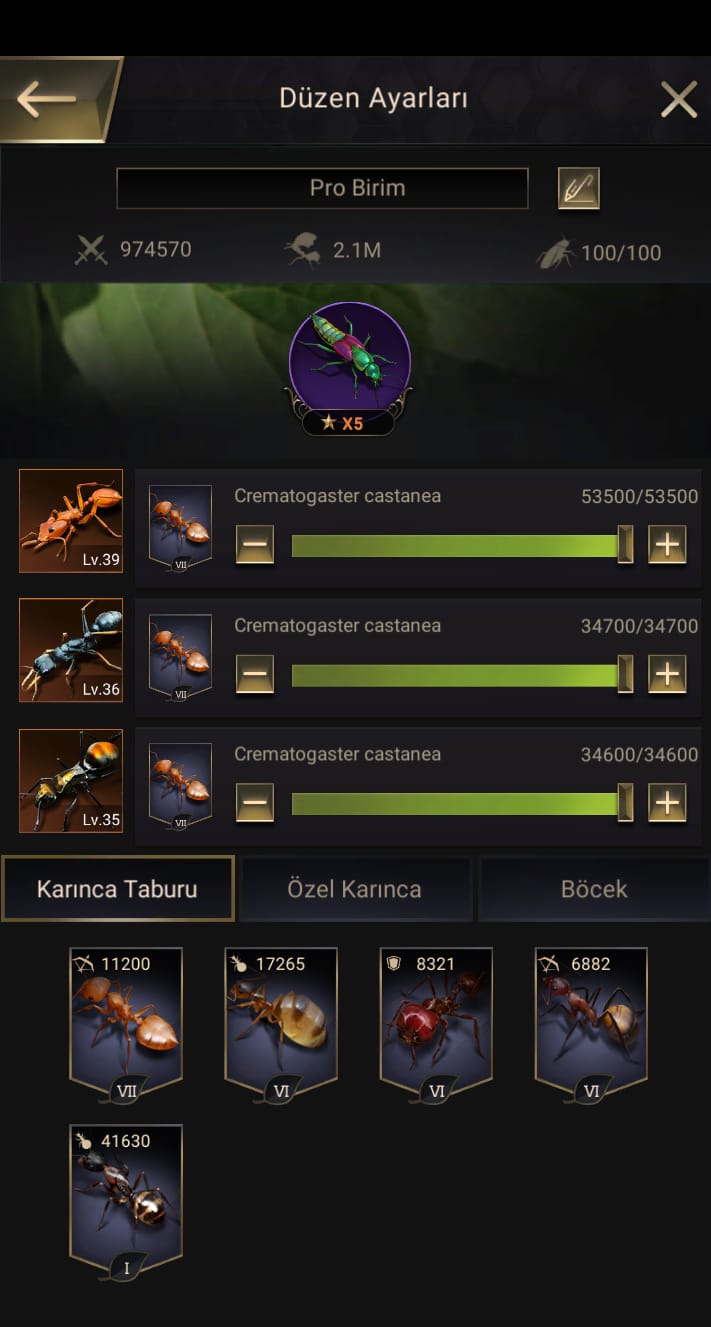 Düzen Ayarları
Pro Birim
974570 2.1M 100/100
X5
Lv.39
Crematogaster castanea 53500/53500
VII
Lv.36
Crematogaster castanea 34700/34700
VII
Lv.35
Crematogaster castanea 34600/34600
VII
Karınca Taburu Özel Karınca Böcek
11200 17265 8321 6882
VII VI VI VI
41630
I